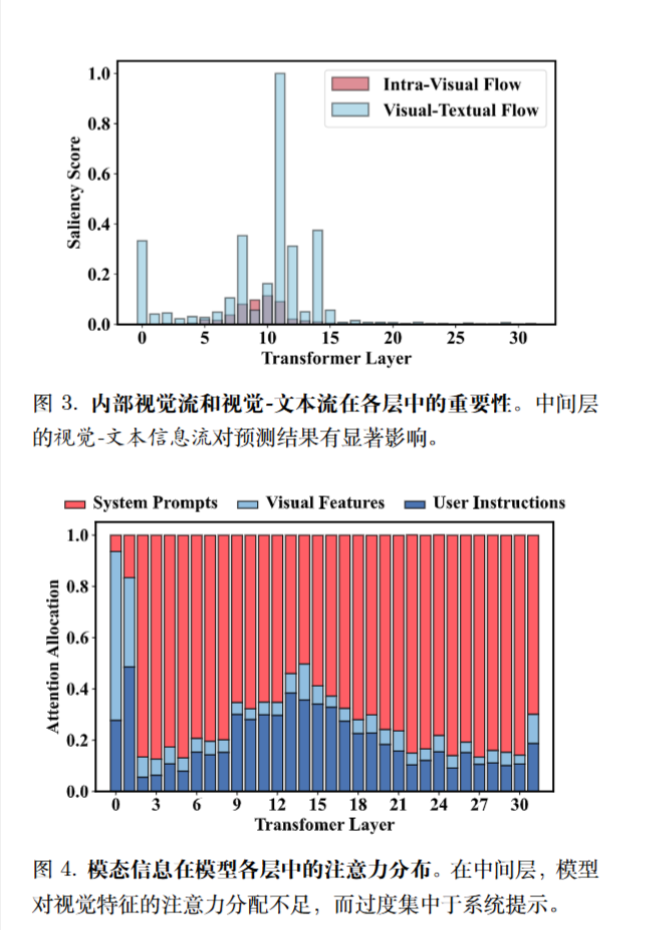 1.0
0.8
0.6
0.4
0.2
0.0
Saliency Score
Intra-Visual Flow
Visual-Textual Flow
0 5 10 15 20 25 30
Transformer Layer
图 3. 内部视觉流和视觉-文本流在各层中的重要性。中间层
的视觉-文本信息流对预测结果有显著影响。
System Prompts Visual Features User Instructions
1.0
0.8
0.6
0.4
0.2
0.0
Attention Allocation
0 3 6 9 12 15 18 21 24 27 30
Transfomer Layer
图 4. 模态信息在模型各层中的注意力分布。在中间层，模型
对视觉特征的注意力分配不足，而过度集中于系统提示。